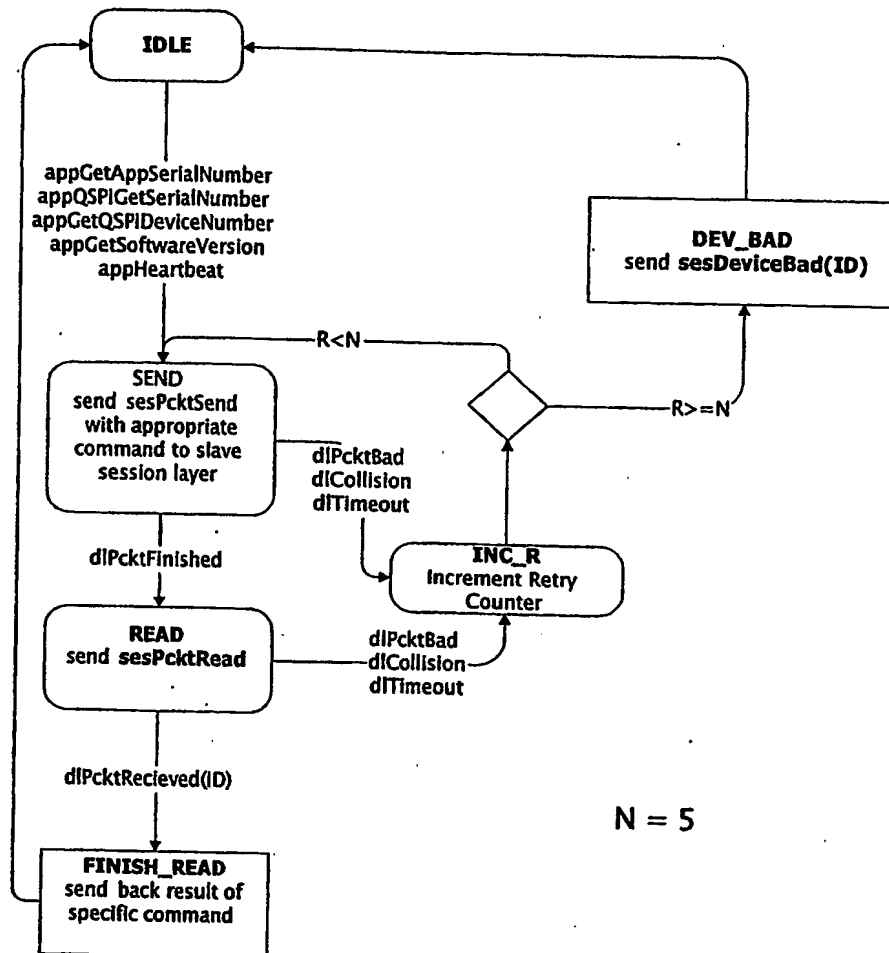 IDLE
appGetAppSerialNumber
appQSPIGetSerialNumber
appGetQSPIDeviceNumber
appGetSoftwareVersion
appHeartbeat
DEV_BAD
send sesDeviceBad(ID)
R<N
R>=N
SEND
send sesPcktSend
with appropriate
command to slave
session layer
dlPcktBad
dlCollision
dlTimeout
dlPcktFinished
INC_R
Increment Retry
Counter
READ
send sesPcktRead
dlPcktBad
dlCollision
dlTimeout
dlPcktRecieved(ID)
N = 5
FINISH_READ
send back result of
specific command